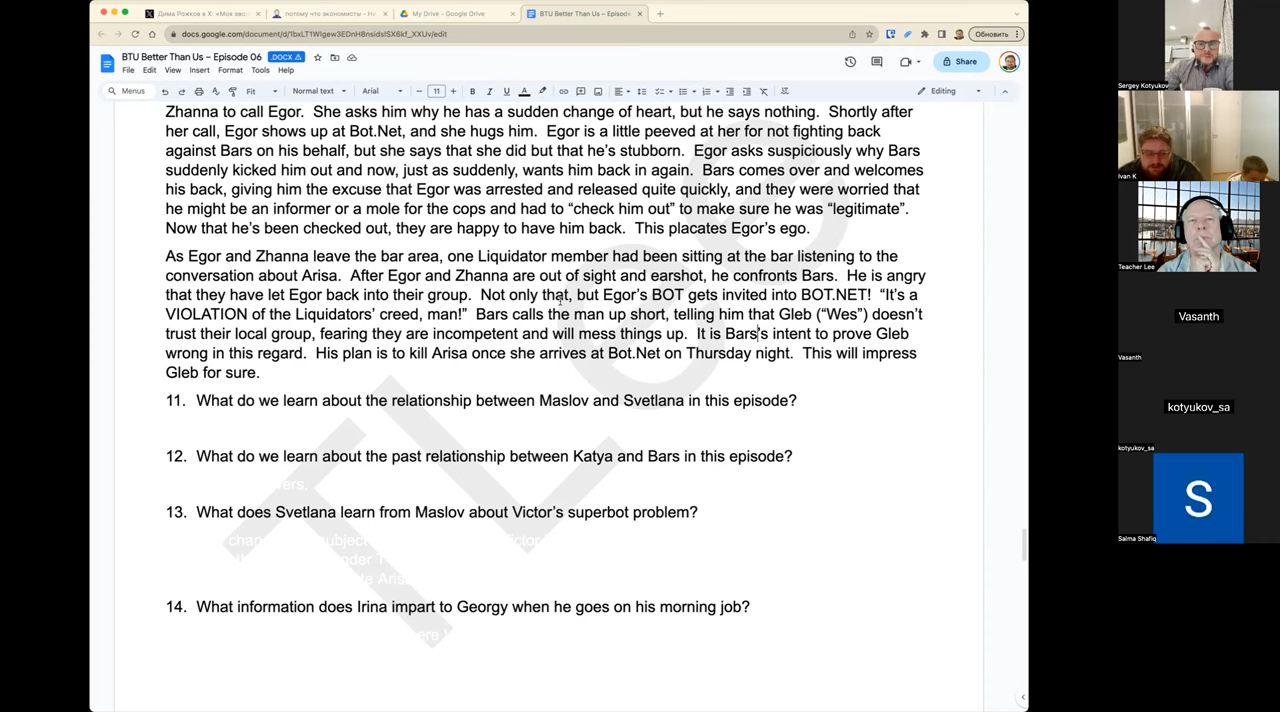 Дима Рожков в X: «Моя звон
потому что экономисты - Не
My Drive – Google Drive
BTU Better Than Us – Episode
docs.google.com/document/d/1bxLT1WIgew3EDnH8nsidslSX6kf_XXUv/edit
Обновить
BTU Better Than Us – Episode 06
.DOCX
File Edit View Insert Format Tools Help
Share
Menus
Fit
Normal text
Arial
11
Editing
Zhanna to call Egor. She asks him why he has a sudden change of heart, but he says nothing. Shortly after
her call, Egor shows up at Bot.Net, and she hugs him. Egor is a little peeved at her for not fighting back
against Bars on his behalf, but she says that she did but that he's stubborn. Egor asks suspiciously why Bars
suddenly kicked him out and now, just as suddenly, wants him back in again. Bars comes over and welcomes
his back, giving him the excuse that Egor was arrested and released quite quickly, and they were worried that
he might be an informer or a mole for the cops and had to “check him out” to make sure he was “legitimate”.
Now that he's been checked out, they are happy to have him back. This placates Egor's ego.
As Egor and Zhanna leave the bar area, one Liquidator member had been sitting at the bar listening to the
conversation about Arisa. After Egor and Zhanna are out of sight and earshot, he confronts Bars. He is angry
that they have let Egor back into their group. Not only that, but Egor's BOT gets invited into BOT.NET! “It's a
VIOLATION of the Liquidators' creed, man!” Bars calls the man up short, telling him that Gleb (“Wes”) doesn't
trust their local group, fearing they are incompetent and will mess things up. It is Bars's intent to prove Gleb
wrong in this regard. His plan is to kill Arisa once she arrives at Bot.Net on Thursday night. This will impress
Gleb for sure.
11. What do we learn about the relationship between Maslov and Svetlana in this episode?
12. What do we learn about the past relationship between Katya and Bars in this episode?
13. What does Svetlana learn from Maslov about Victor's superbot problem?
14. What information does Irina impart to Georgy when he goes on his morning job?
TLee
Sergey Kotyukov
Ivan K
Teacher Lee
Vasanth
Vasanth
kotyukov_sa
kotyukov_sa
S
Salma Shafiq